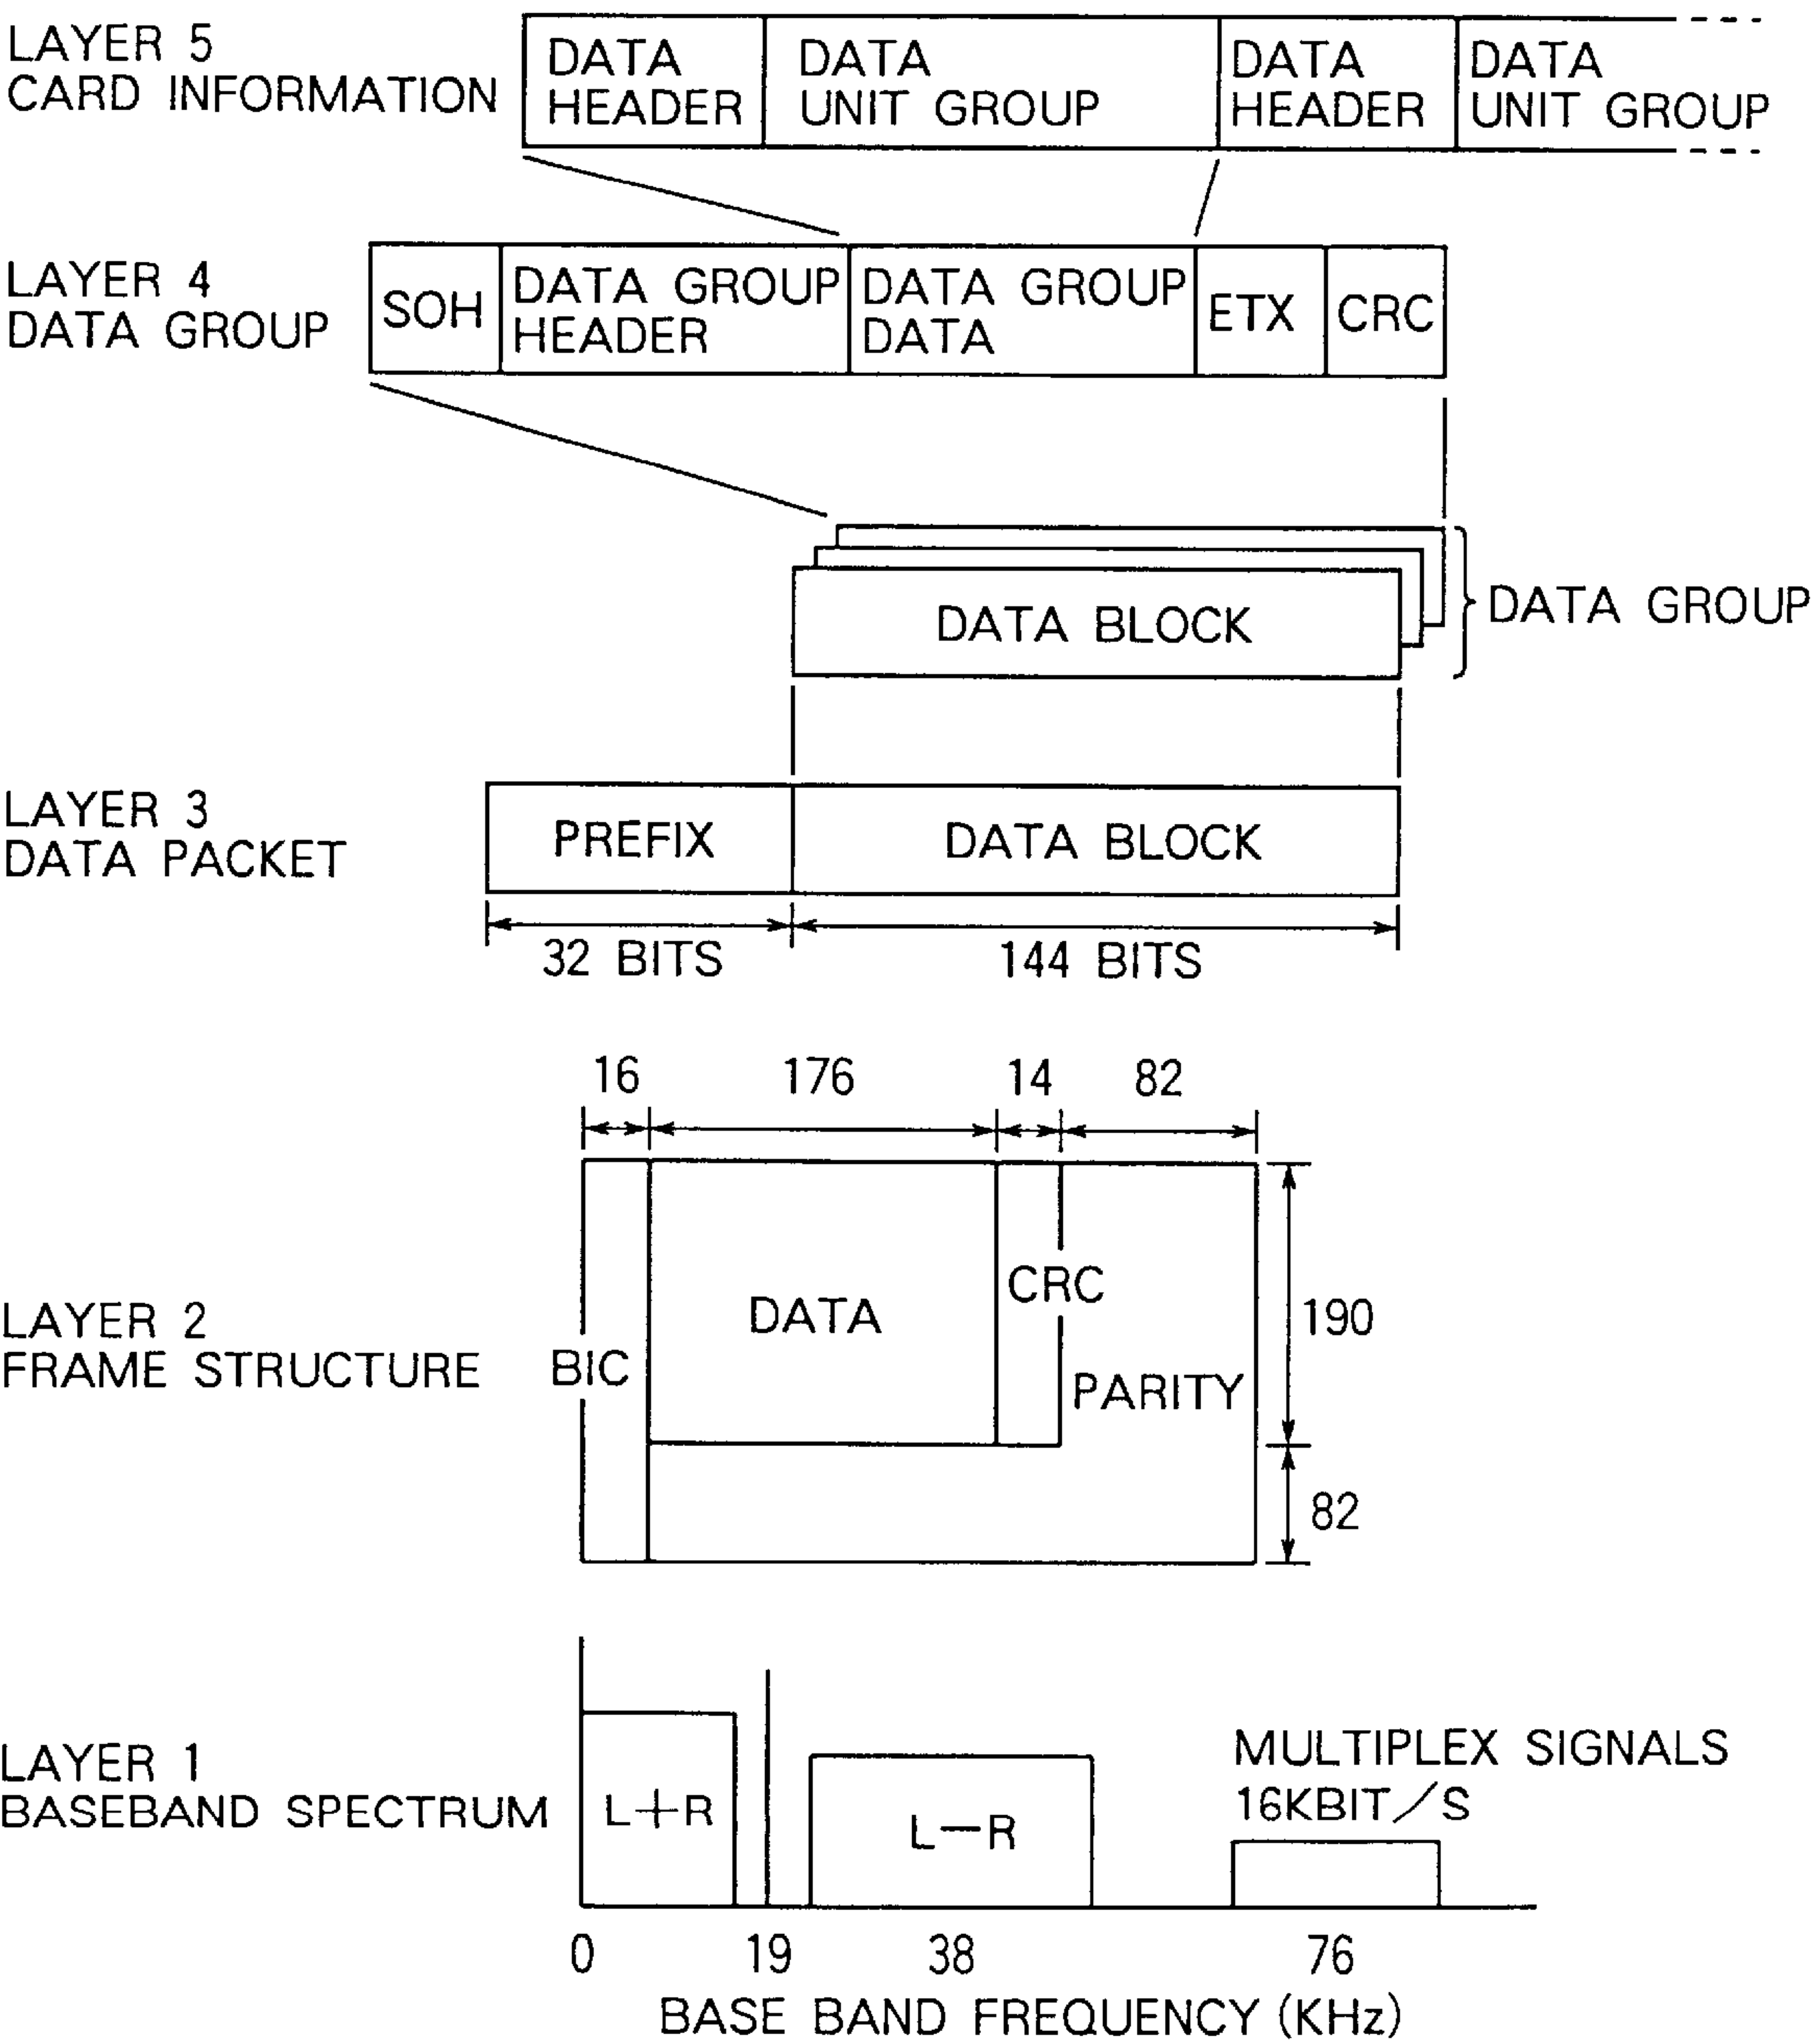 LAYER 5
CARD INFORMATION
DATA
HEADER
DATA
UNIT GROUP
DATA
HEADER
DATA
UNIT GROUP
LAYER 4
DATA GROUP
SOH
DATA GROUP
HEADER
DATA GROUP
DATA
ETX
CRC
DATA BLOCK
DATA GROUP
LAYER 3
DATA PACKET
PREFIX
DATA BLOCK
32 BITS
144 BITS
16
176
14
82
LAYER 2
FRAME STRUCTURE
BIC
DATA
CRC
PARITY
190
82
LAYER 1
BASEBAND SPECTRUM
L+R
L-R
MULTIPLEX SIGNALS
16KBIT/S
0
19
38
76
BASE BAND FREQUENCY (KHz)